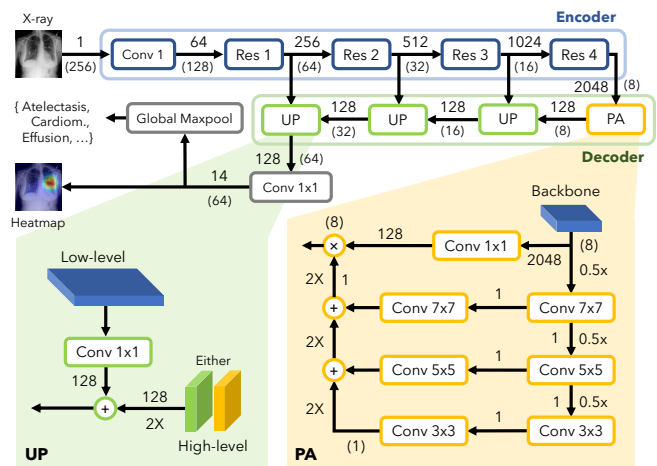 X-ray
Encoder
1
(256)
Conv 1
64
(128)
Res 1
256
(64)
Res 2
512
(32)
Res 3
1024
(16)
Res 4
2048
(8)
{ Atelectasis,
Cardiom.,
Effusion, ...}
Global Maxpool
UP
128
(32)
UP
128
(16)
UP
128
(8)
PA
Decoder
128
(64)
Conv 1x1
14
(64)
Heatmap
Low-level
Conv 1x1
128
+
128
2X
Either
High-level
UP
Backbone
(8)
2048
0.5x
Conv 1x1
128
(8)
×
2X
1
+
Conv 7x7
1
Conv 7x7
1
0.5x
2X
+
Conv 5x5
1
Conv 5x5
1
0.5x
2X
(1)
Conv 3x3
1
Conv 3x3
PA